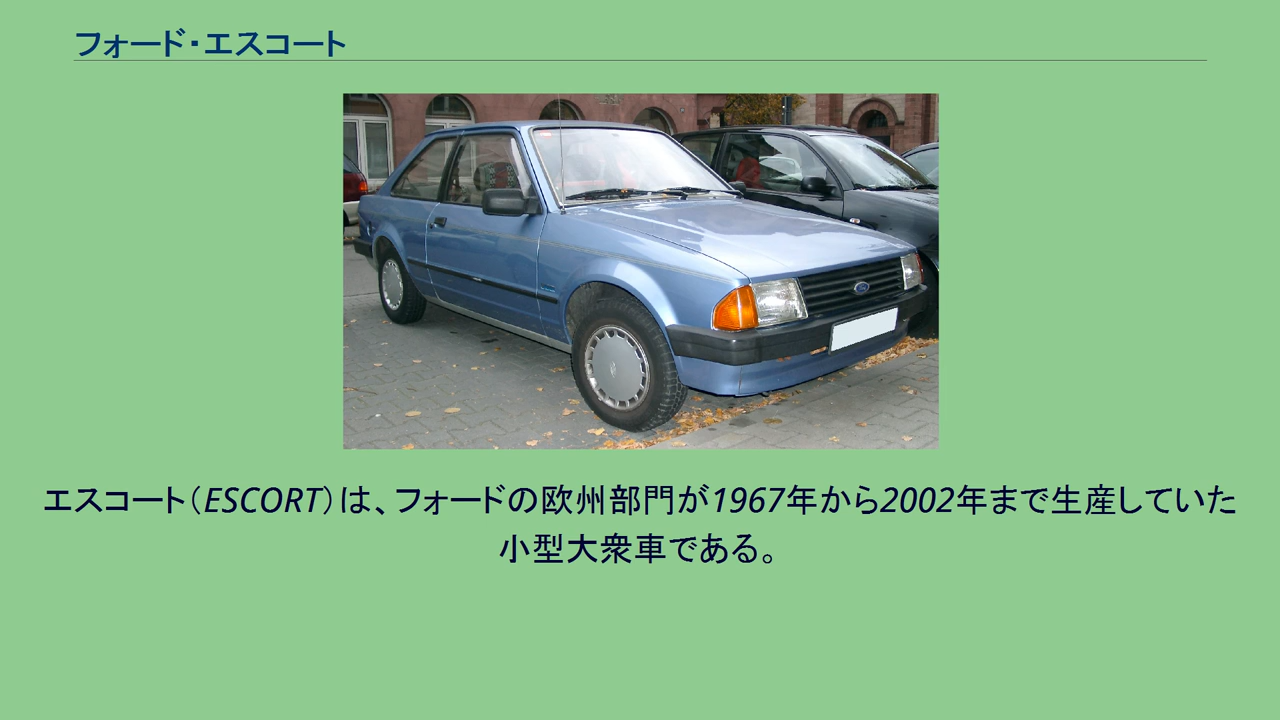 フォード・エスコート
エスコート（ESCORT）は、フォードの欧州部門が1967年から2002年まで生産していた
小型大衆車である。